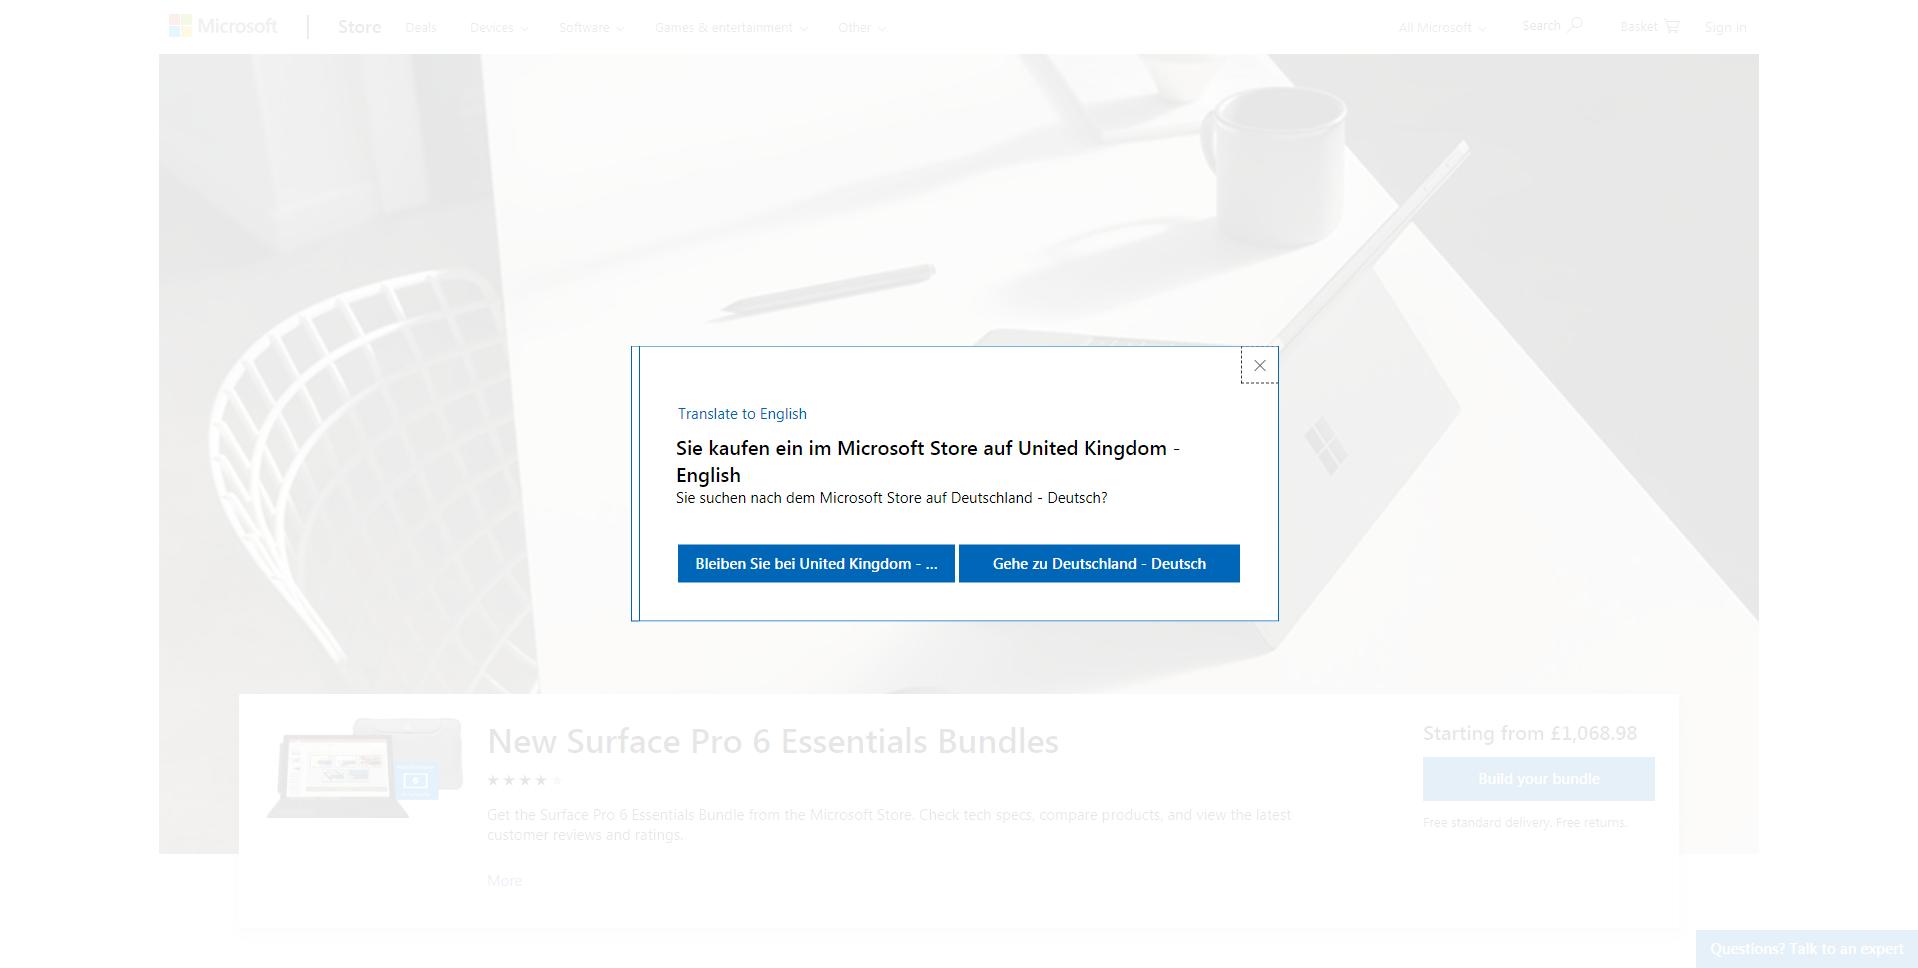 Microsoft
Store
Deals
Devices
Software
Games & entertainment
Other
All Microsoft
Search
Basket
Sign in
Translate to English
Sie kaufen ein im Microsoft Store auf United Kingdom -
English
Sie suchen nach dem Microsoft Store auf Deutschland - Deutsch?
Bleiben Sie bei United Kingdom - ...
Gehe zu Deutschland - Deutsch
New Surface Pro 6 Essentials Bundles
Get the Surface Pro 6 Essentials Bundle from the Microsoft Store. Check tech specs, compare products, and view the latest
customer reviews and ratings.
More
Starting from £1,068.98
Build your bundle
Free standard delivery. Free returns.
Questions? Talk to an expert